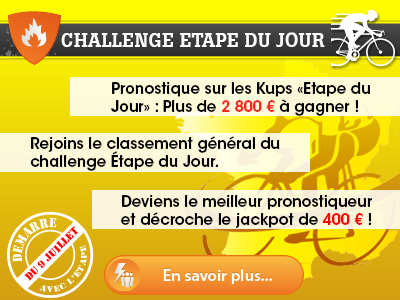 CHALLENGE ETAPE DU JOUR
Pronostique sur les Kups «Etape du
Jour» : Plus de 2 800 € à gagner !
Rejoins le classement général du
challenge Étape du Jour.
Deviens le meilleur pronostiqueur
et décroche le jackpot de 400 € !
DEMARRE
DU 9 JUILLET
AVEC L'ETAPE
En savoir plus...